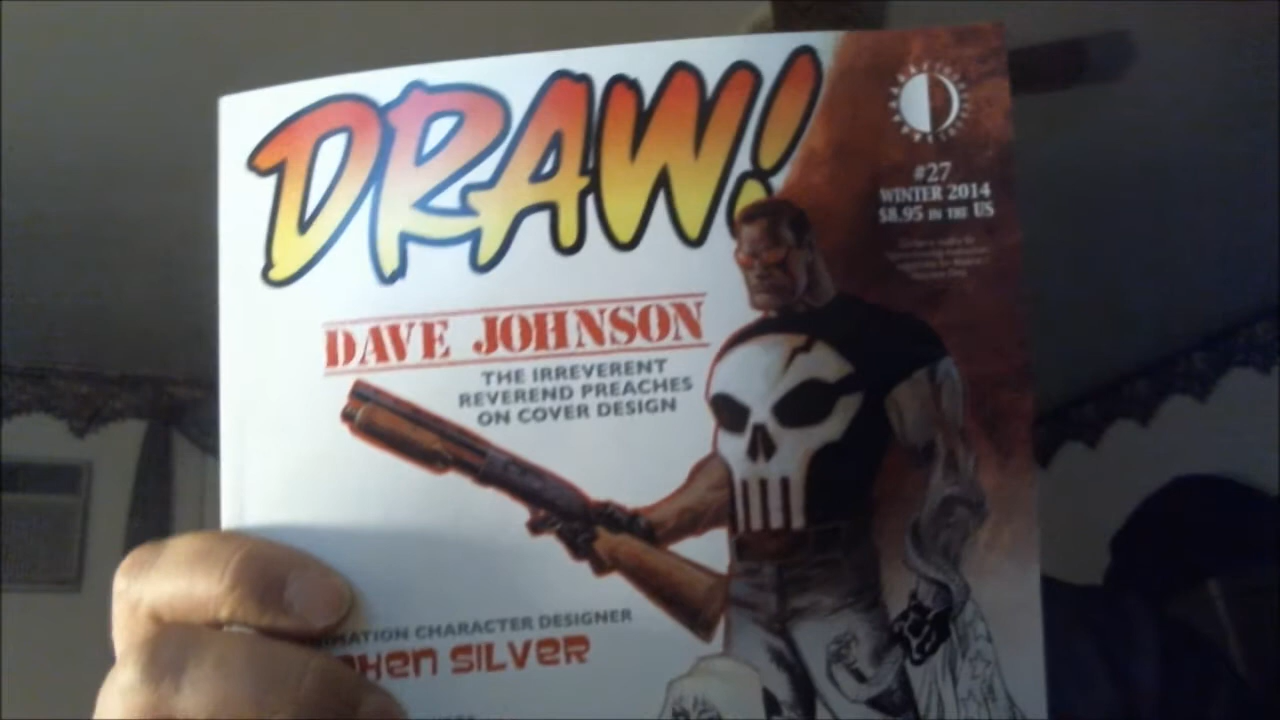 DRAW!
#27
WINTER 2014
$8.95 IN THE US
DAVE JOHNSON
THE IRREVERENT
REVEREND PREACHES
ON COVER DESIGN
NIMATION CHARACTER DESIGNER
HEN SILVER